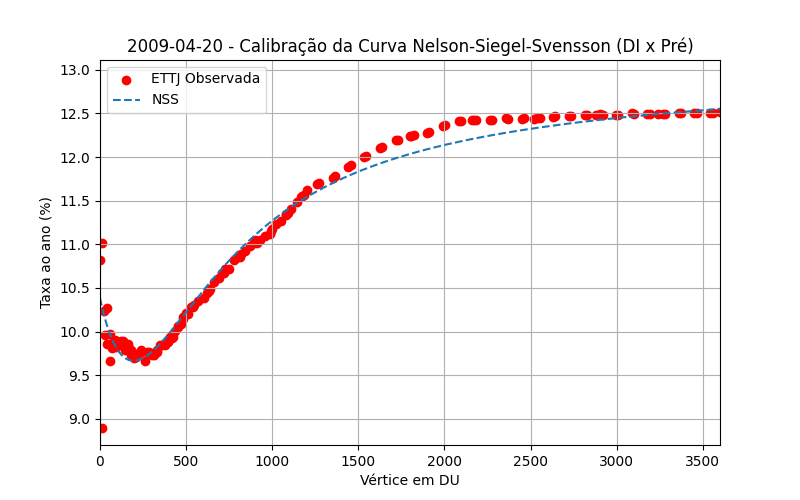 2009-04-20 - Calibração da Curva Nelson-Siegel-Svensson (DI x Pré)
ETTJ Observada
NSS
Taxa ao ano (%)
13.0
12.5
12.0
11.5
11.0
10.5
10.0
9.5
9.0
0 500 1000 1500 2000 2500 3000 3500
Vértice em DU